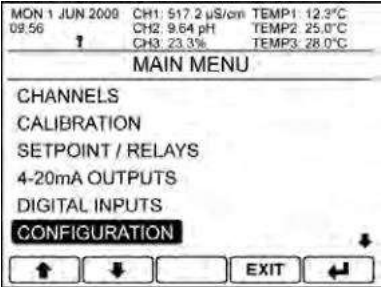 MON 1 JUN 2009 CH1: 517.2 µS/cm TEMP1: 12.3°C
09:56 CH2: 9.64 pH TEMP2: 25.0°C
CH3: 23.3% TEMP3: 28.0°C
MAIN MENU
CHANNELS
CALIBRATION
SETPOINT / RELAYS
4-20mA OUTPUTS
DIGITAL INPUTS
CONFIGURATION
EXIT